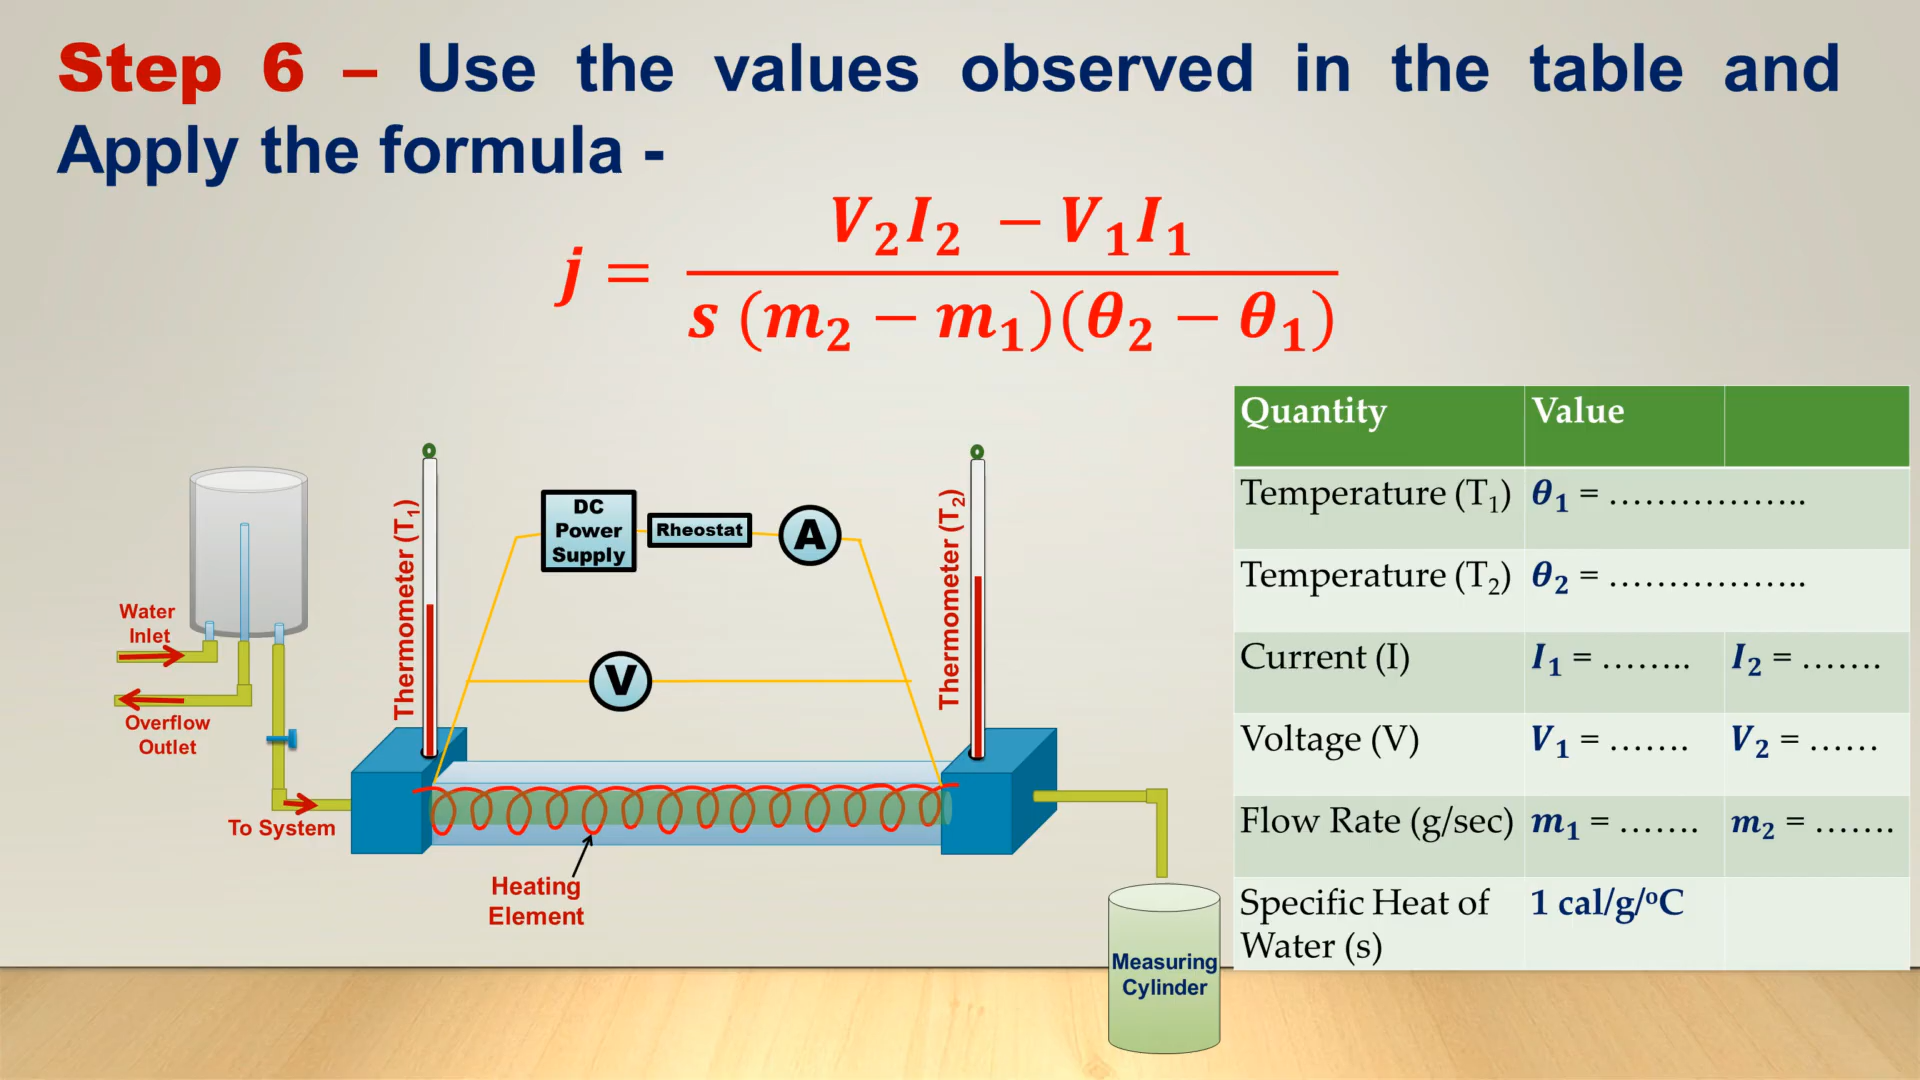 Step 6 – Use the values observed in the table and
Apply the formula -
j = V₂I₂ − V₁I₁ / s (m₂ − m₁)(θ₂ − θ₁)
Quantity Value
Temperature (T₁) θ₁ = ……………..
Temperature (T₂) θ₂ = ……………..
Current (I) I₁ = …….. I₂ = …….
Voltage (V) V₁ = ……. V₂ = ……
Flow Rate (g/sec) m₁ = ……. m₂ = …….
Specific Heat of 1 cal/g/ᵒC
Water (s)
Water
Inlet
Overflow
Outlet
To System
Thermometer (T₁)
DC
Power
Supply
Rheostat
A
V
Thermometer (T₂)
Heating
Element
Measuring
Cylinder